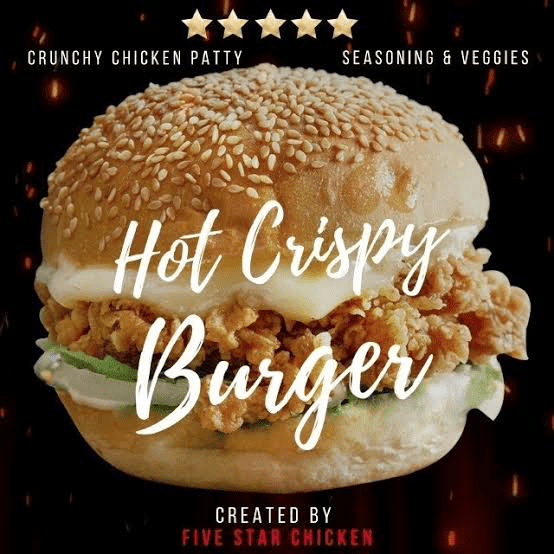 CRUNCHY CHICKEN PATTY
SEASONING & VEGGIES
Hot Crispy
Burger
CREATED BY
FIVE STAR CHICKEN